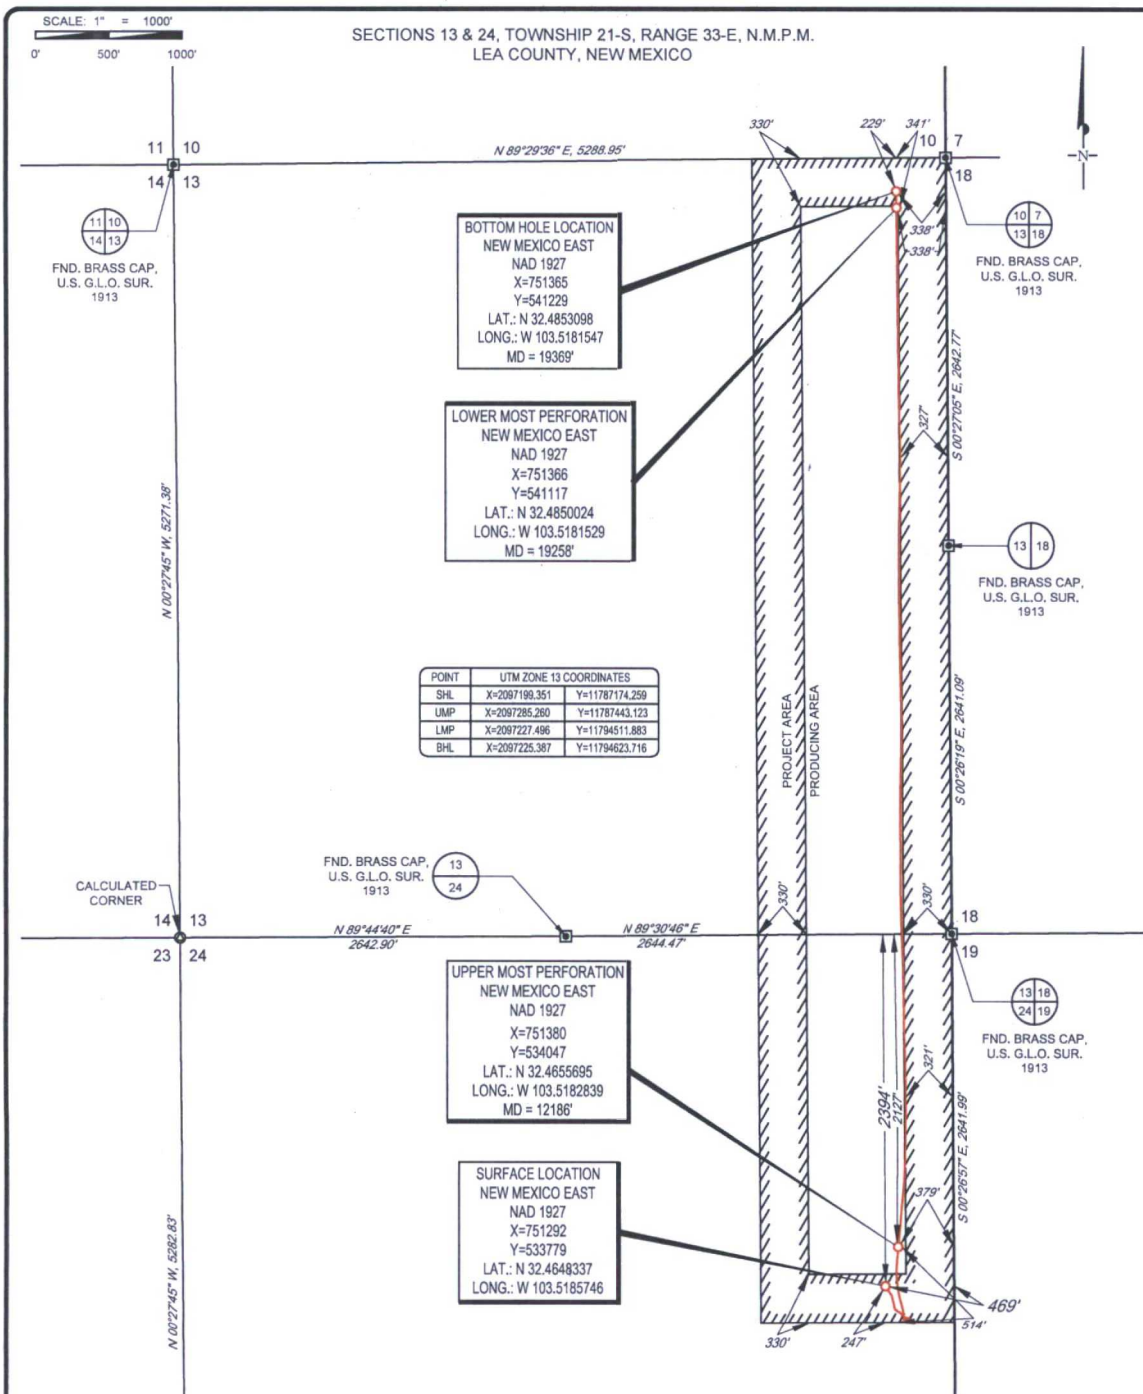 SCALE: 1" = 1000'
0' 500' 1000'
SECTIONS 13 & 24, TOWNSHIP 21-S, RANGE 33-E, N.M.P.M.
LEA COUNTY, NEW MEXICO
N
11 10
14 13
N 89°29'36" E, 5288.95'
330'
229'
341'
10 7
18
11 10
14 13
FND. BRASS CAP,
U.S. G.L.O. SUR.
1913
10 7
13 18
FND. BRASS CAP,
U.S. G.L.O. SUR.
1913
338'
338'
BOTTOM HOLE LOCATION
NEW MEXICO EAST
NAD 1927
X=751365
Y=541229
LAT.: N 32.4853098
LONG.: W 103.5181547
MD = 19369'
S 00°27'05" E, 2642.77'
327'
LOWER MOST PERFORATION
NEW MEXICO EAST
NAD 1927
X=751366
Y=541117
LAT.: N 32.4850024
LONG.: W 103.5181529
MD = 19258'
N 00°27'45" W, 5271.38'
13 18
FND. BRASS CAP,
U.S. G.L.O. SUR.
1913
POINT UTM ZONE 13 COORDINATES
SHL X=2097199.351 Y=11787174.259
UMP X=2097285.260 Y=11787443.123
LMP X=2097227.496 Y=11794511.883
BHL X=2097225.387 Y=11794623.716
PROJECT AREA
PRODUCING AREA
S 00°26'19" E, 2641.09'
FND. BRASS CAP,
U.S. G.L.O. SUR.
1913
13
24
CALCULATED
CORNER
14 13
23 24
N 89°44'40" E
2642.90'
N 89°30'46" E
2644.47'
330'
330'
18
19
13 18
24 19
FND. BRASS CAP,
U.S. G.L.O. SUR.
1913
UPPER MOST PERFORATION
NEW MEXICO EAST
NAD 1927
X=751380
Y=534047
LAT.: N 32.4655695
LONG.: W 103.5182839
MD = 12186'
2394'
2127'
321'
S 00°26'57" E, 2641.99'
379'
SURFACE LOCATION
NEW MEXICO EAST
NAD 1927
X=751292
Y=533779
LAT.: N 32.4648337
LONG.: W 103.5185746
N 00°27'45" W, 5282.83'
469'
514'
330'
247'